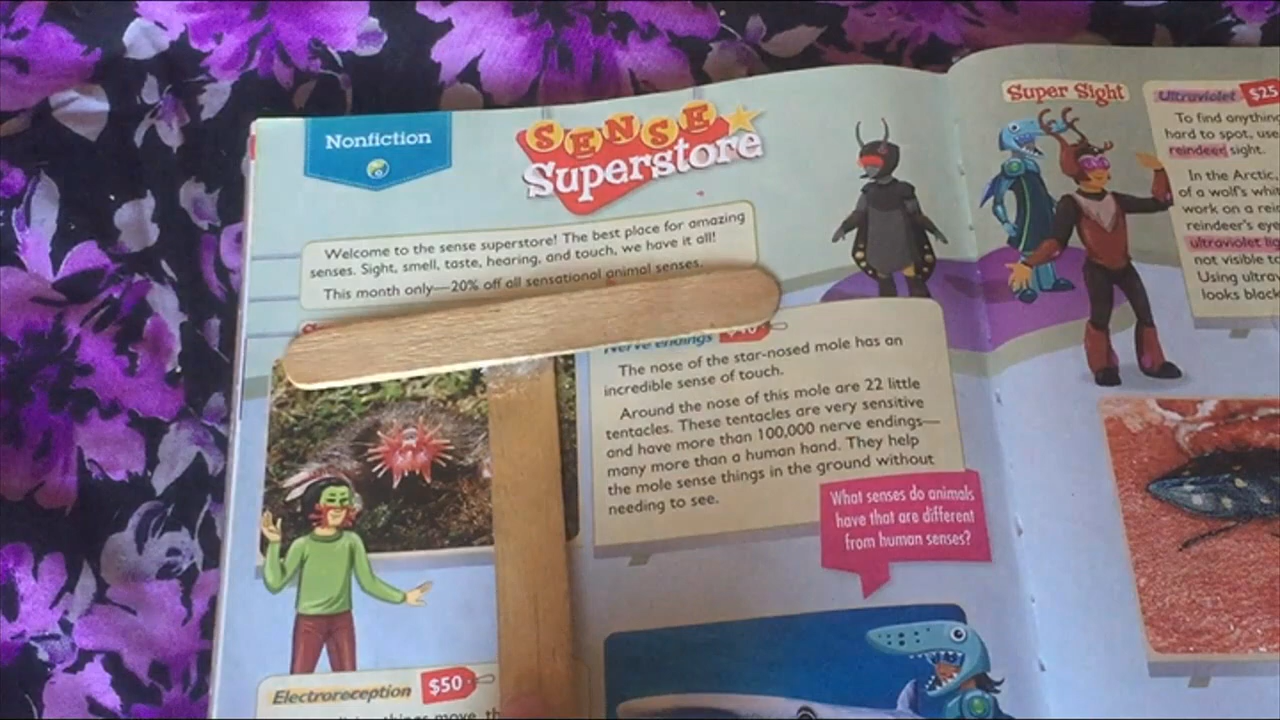 Nonfiction
SENSE
Superstore
Welcome to the sense superstore! The best place for amazing
senses. Sight, smell, taste, hearing, and touch, we have it all!
This month only—20% off all sensational animal senses.
Nerve endings
The nose of the star-nosed mole has an
incredible sense of touch.
Around the nose of this mole are 22 little
tentacles. These tentacles are very sensitive
and have more than 100,000 nerve endings—
many more than a human hand. They help
the mole sense things in the ground without
needing to see.
What senses do animals
have that are different
from human senses?
Electroreception $50
things move, th
Super Sight
Ultraviolet $25
To find anything
hard to spot, use
reindeer sight.
In the Arctic,
of a wolf's whi
work on a rei
reindeer's eye
ultraviolet lig
not visible to
Using ultra
looks black